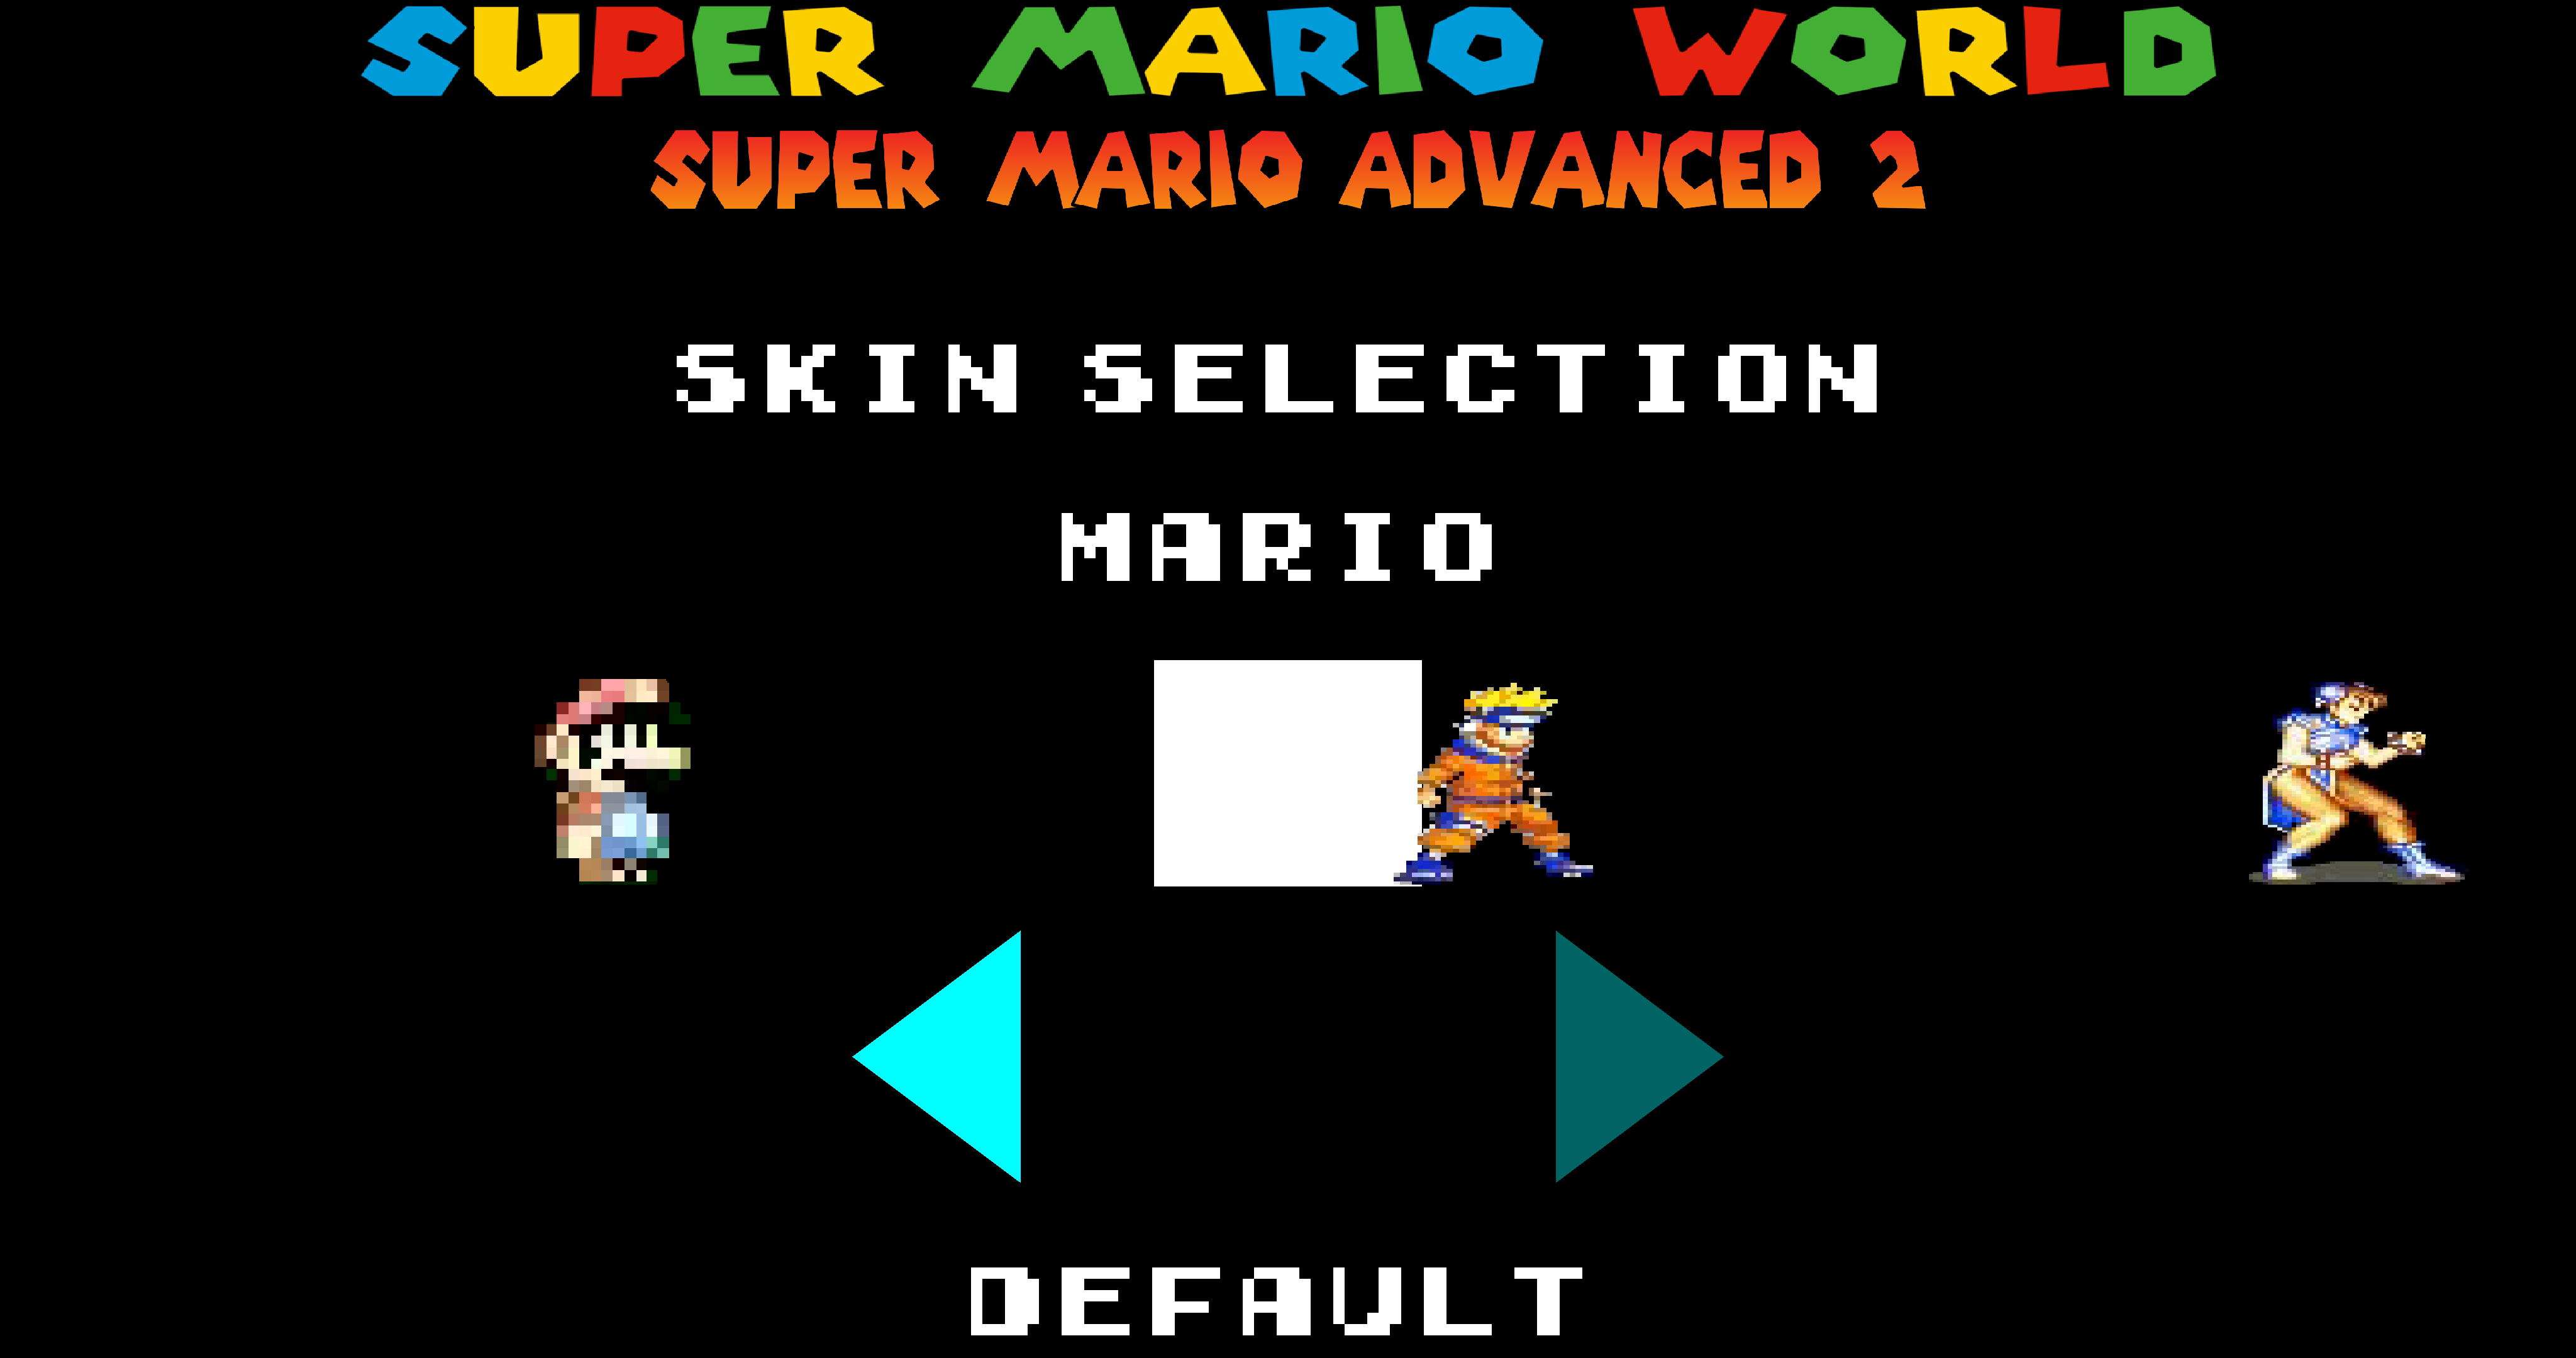 SUPER MARIO WORLD
SUPER MARIO ADVANCED 2
SKIN SELECTION
MARIO
DEFAULT